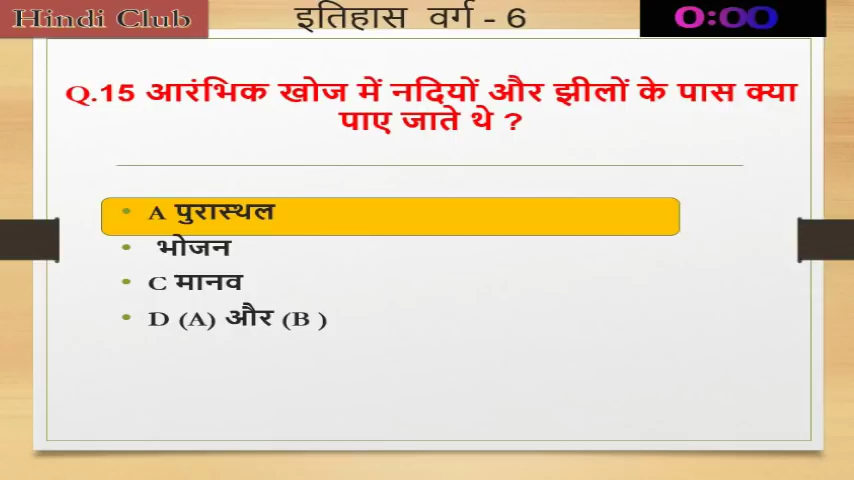 Hindi Club
इतिहास वर्ग - 6
0:00
Q.15 आरंभिक खोज में नदियों और झीलों के पास क्या
पाए जाते थे ?
• A पुरास्थल
• भोजन
• C मानव
• D (A) और (B )